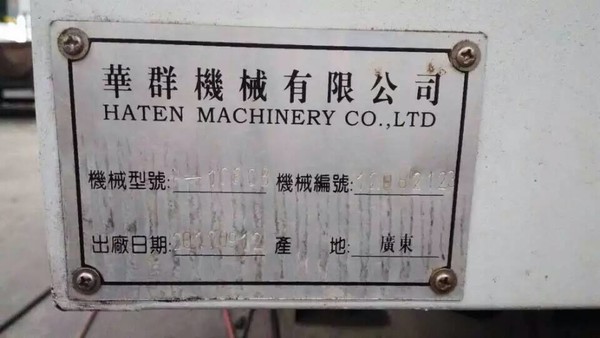 華群機械有限公司
HATEN MACHINERY CO.,LTD
機械型號: 機械編號:
出廠日期: 產 地: 廣東